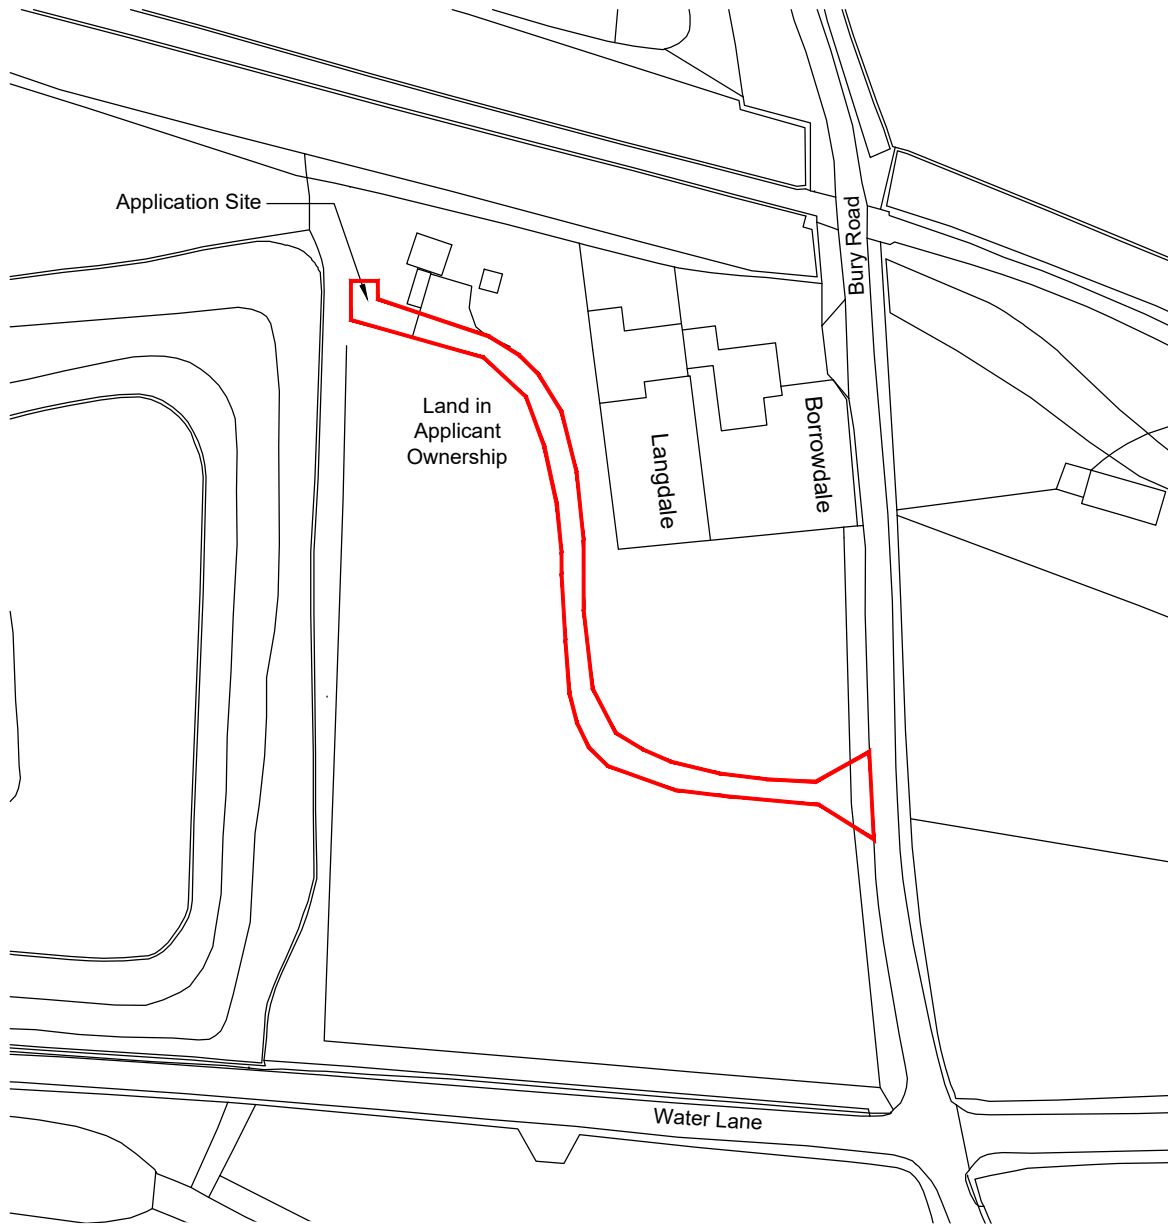 Application Site
Bury Road
Land in
Applicant
Ownership
Langdale
Borrowdale
Water Lane